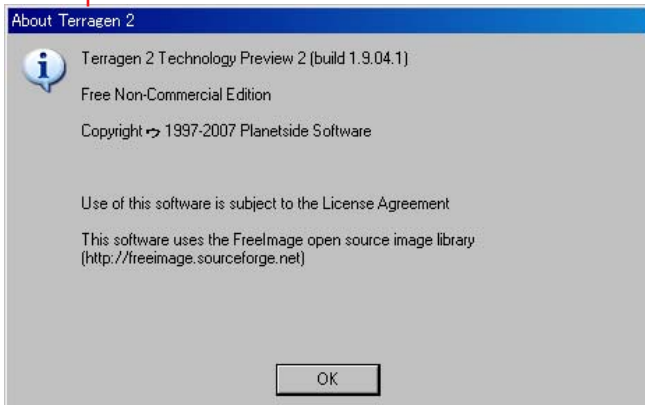 About Terragen 2
Terragen 2 Technology Preview 2 (build 1.9.04.1)
Free Non-Commercial Edition
Copyright ｩ 1997-2007 Planetside Software
Use of this software is subject to the License Agreement
This software uses the FreeImage open source image library
(http://freeimage.sourceforge.net)
OK